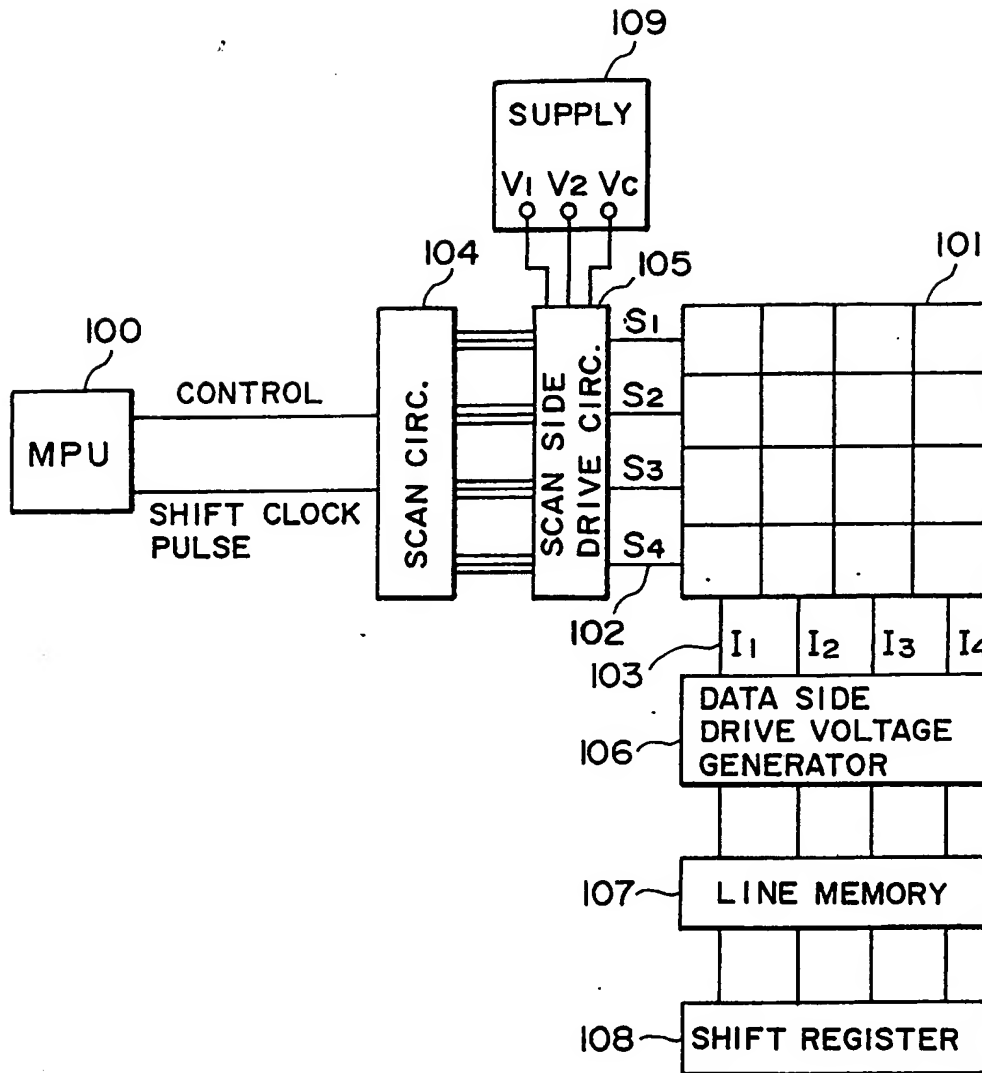 109
SUPPLY
V1 V2 Vc
104
105
101
100
S1
CONTROL
S2
MPU
SCAN CIRC.
SCAN SIDE
DRIVE CIRC.
S3
SHIFT CLOCK
PULSE
S4
102
103
I1 I2 I3 I4
DATA SIDE
DRIVE VOLTAGE
GENERATOR
106
107
LINE MEMORY
108
SHIFT REGISTER